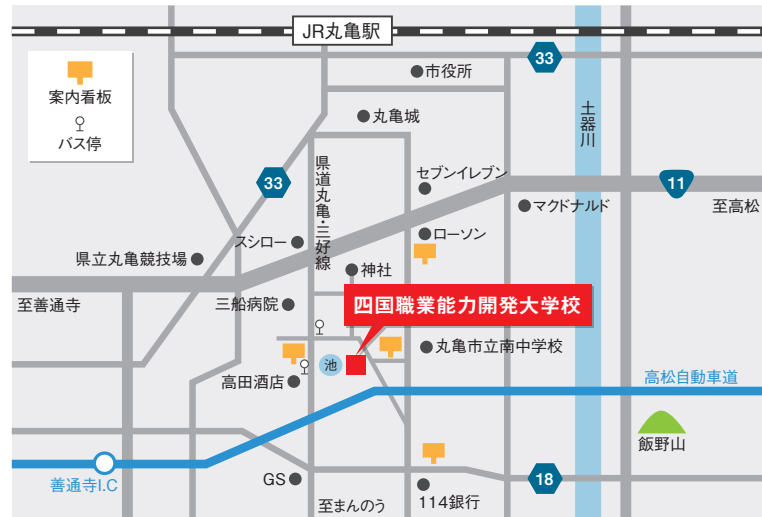 JR丸亀駅
33
市役所
案内看板
バス停
丸亀城
土器川
33
県道丸亀・三好線
セブンイレブン
11
マクドナルド
至高松
ローソン
スシロー
県立丸亀競技場
神社
至善通寺
三船病院
四国職業能力開発大学校
丸亀市立南中学校
池
高田酒店
高松自動車道
飯野山
善通寺I.C
GS
18
114銀行
至まんのう